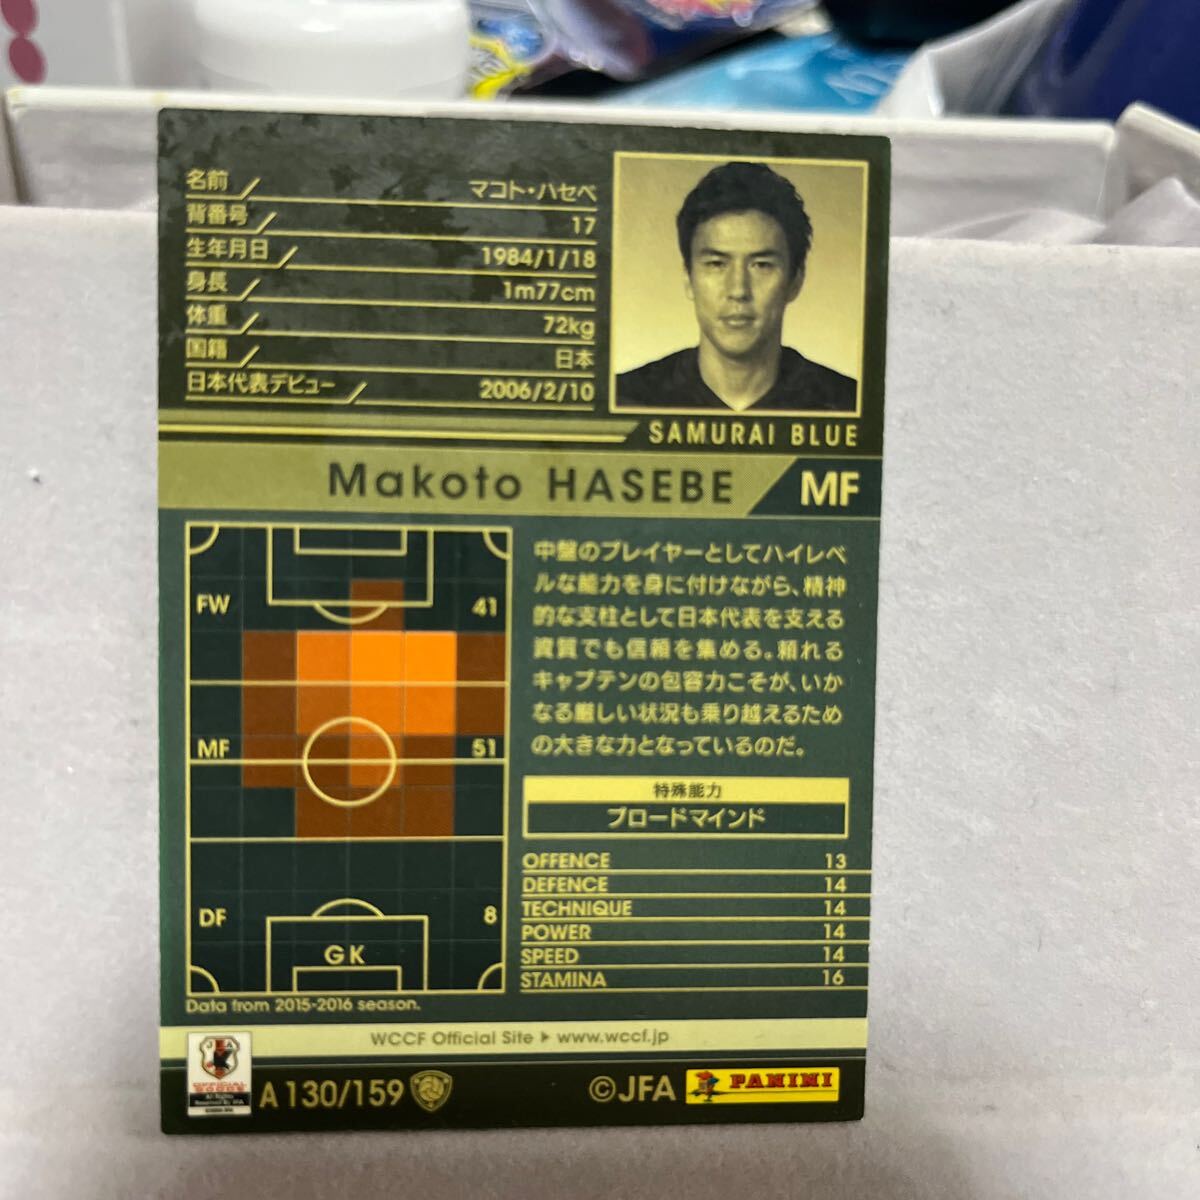 名前 マコト・ハセベ
背番号 17
生年月日 1984/1/18
身長 1m77cm
体重 72kg
国籍 日本
日本代表デビュー 2006/2/10
SAMURAI BLUE
Makoto HASEBE MF
FW 41
MF 51
DF 8
GK
Data from 2015-2016 season.
中盤のプレイヤーとしてハイレベ
ルな能力を身に付けながら、精神
的な支柱として日本代表を支える
資質でも信頼を集める。頼れる
キャプテンの包容力こそが、いか
なる厳しい状況も乗り越えるため
の大きな力となっているのだ。
特殊能力
ブロードマインド
OFFENCE 13
DEFENCE 14
TECHNIQUE 14
POWER 14
SPEED 14
STAMINA 16
WCCF Official Site www.wccf.jp
JFA
OFFICIAL
GOODS
All Rights
Reserved By JFA
A 130/159
©JFA PANINI